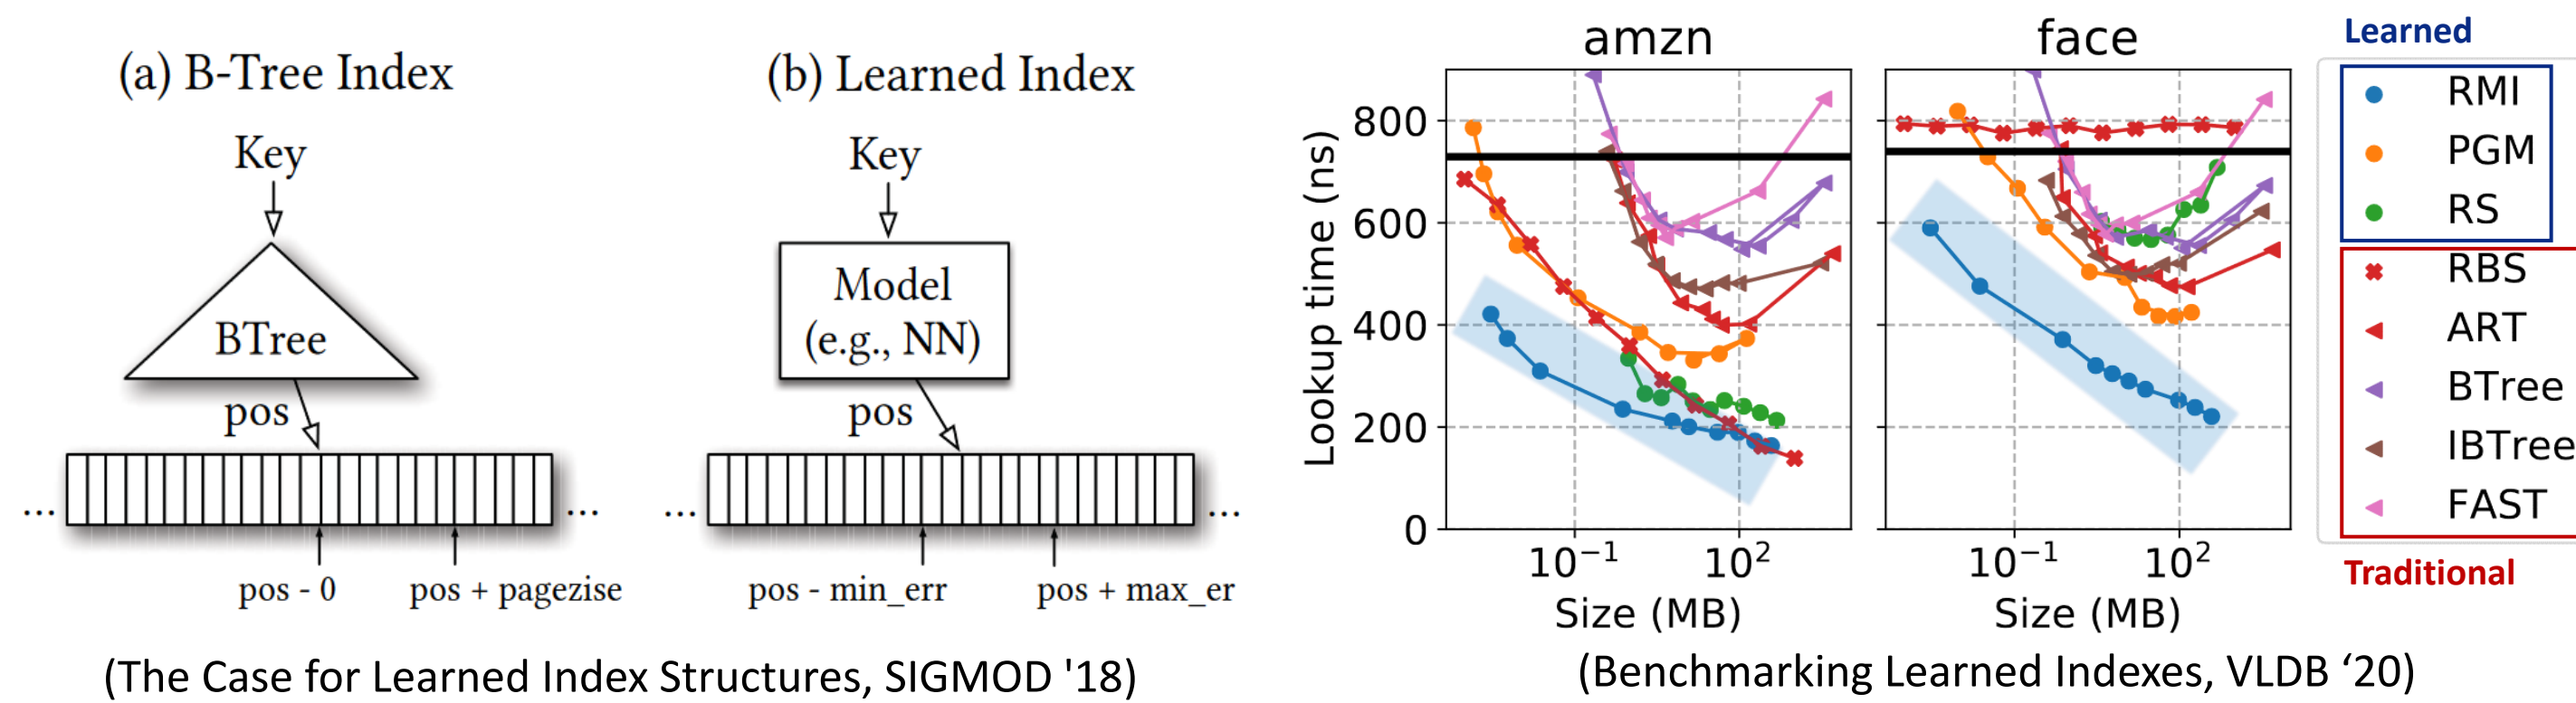 (a) B-Tree Index
Key
BTree
pos
...
...
pos - 0
pos + pagezise
(b) Learned Index
Key
Model
(e.g., NN)
pos
...
...
pos - min_err
pos + max_er
(The Case for Learned Index Structures, SIGMOD '18)
amzn
face
Lookup time (ns)
800
600
400
200
0
10⁻¹
10²
10⁻¹
10²
Size (MB)
Size (MB)
Learned
RMI
PGM
RS
RBS
ART
BTree
IBTree
FAST
Traditional
(Benchmarking Learned Indexes, VLDB ‘20)